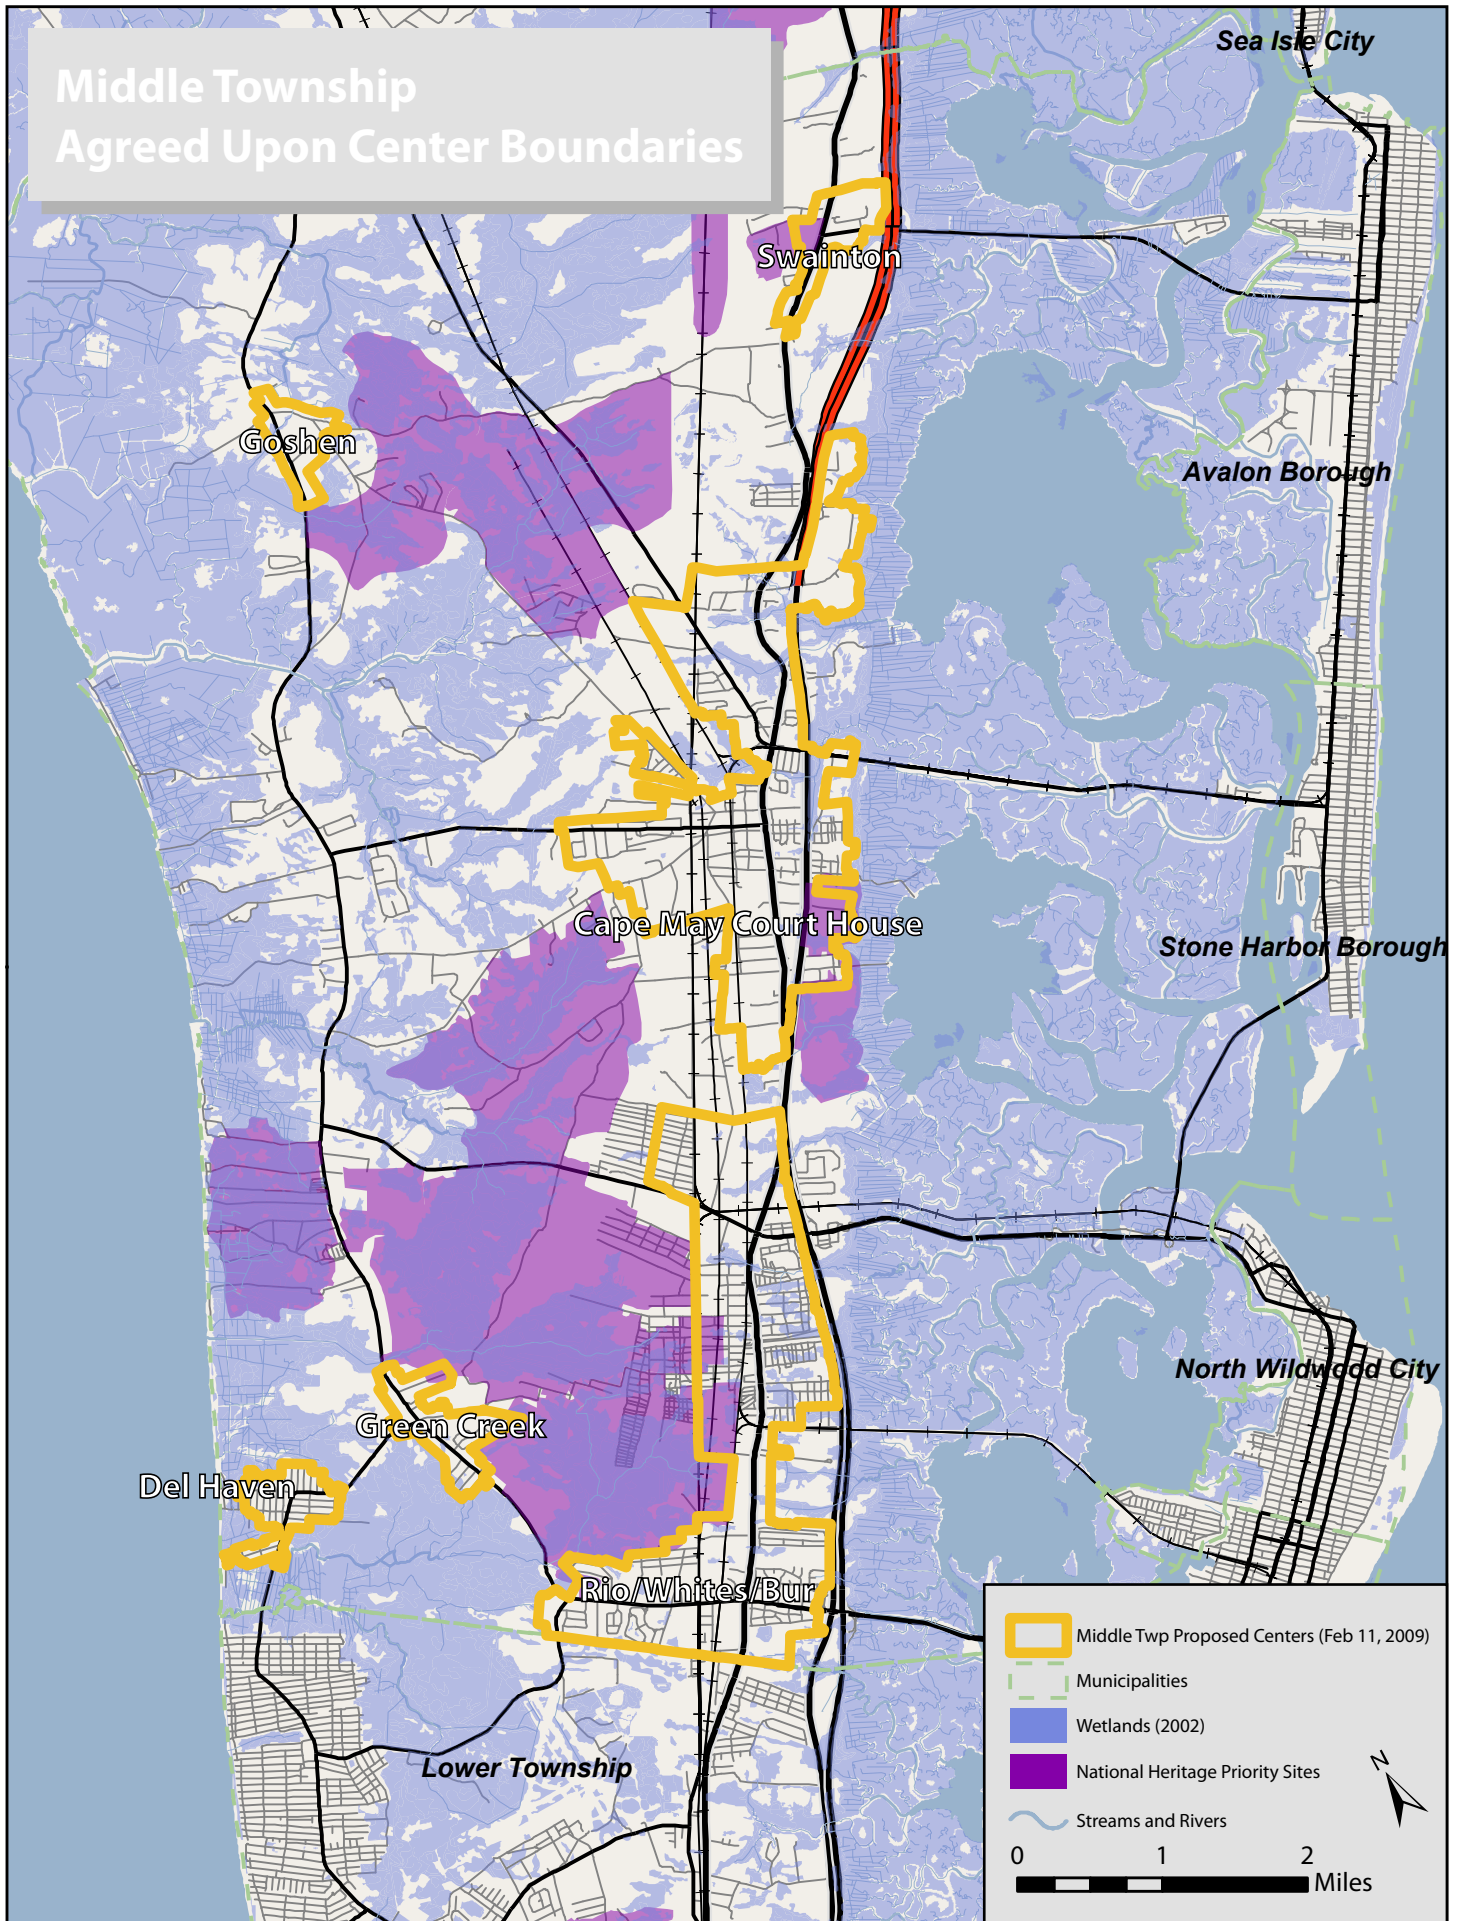 Middle Township
Agreed Upon Center Boundaries
Sea Isle City
Swainton
Goshen
Avalon Borough
Cape May Court House
Stone Harbor Borough
North Wildwood City
Green Creek
Del Haven
Rio/Whites/Bur
Lower Township
Middle Twp Proposed Centers (Feb 11, 2009)
Municipalities
Wetlands (2002)
National Heritage Priority Sites
Streams and Rivers
N
0 1 2
Miles